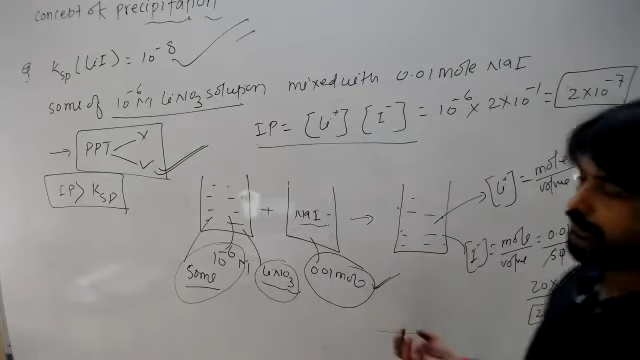 concept of precipitation
Q Ksp(LiI) = 10^-8
some of 10^-6 M LiNO3 solution mixed with 0.01 mole NaI
IP = [Li+] [I-] = 10^-6 × 2×10^-1 = 2×10^-7
→ PPT x
✓
IP > Ksp
+ NaI →
[Li+] = mole/volume
[I-] = mole/volume = 0.0
20×
some 10^-6 M LiNO3 0.01 mole